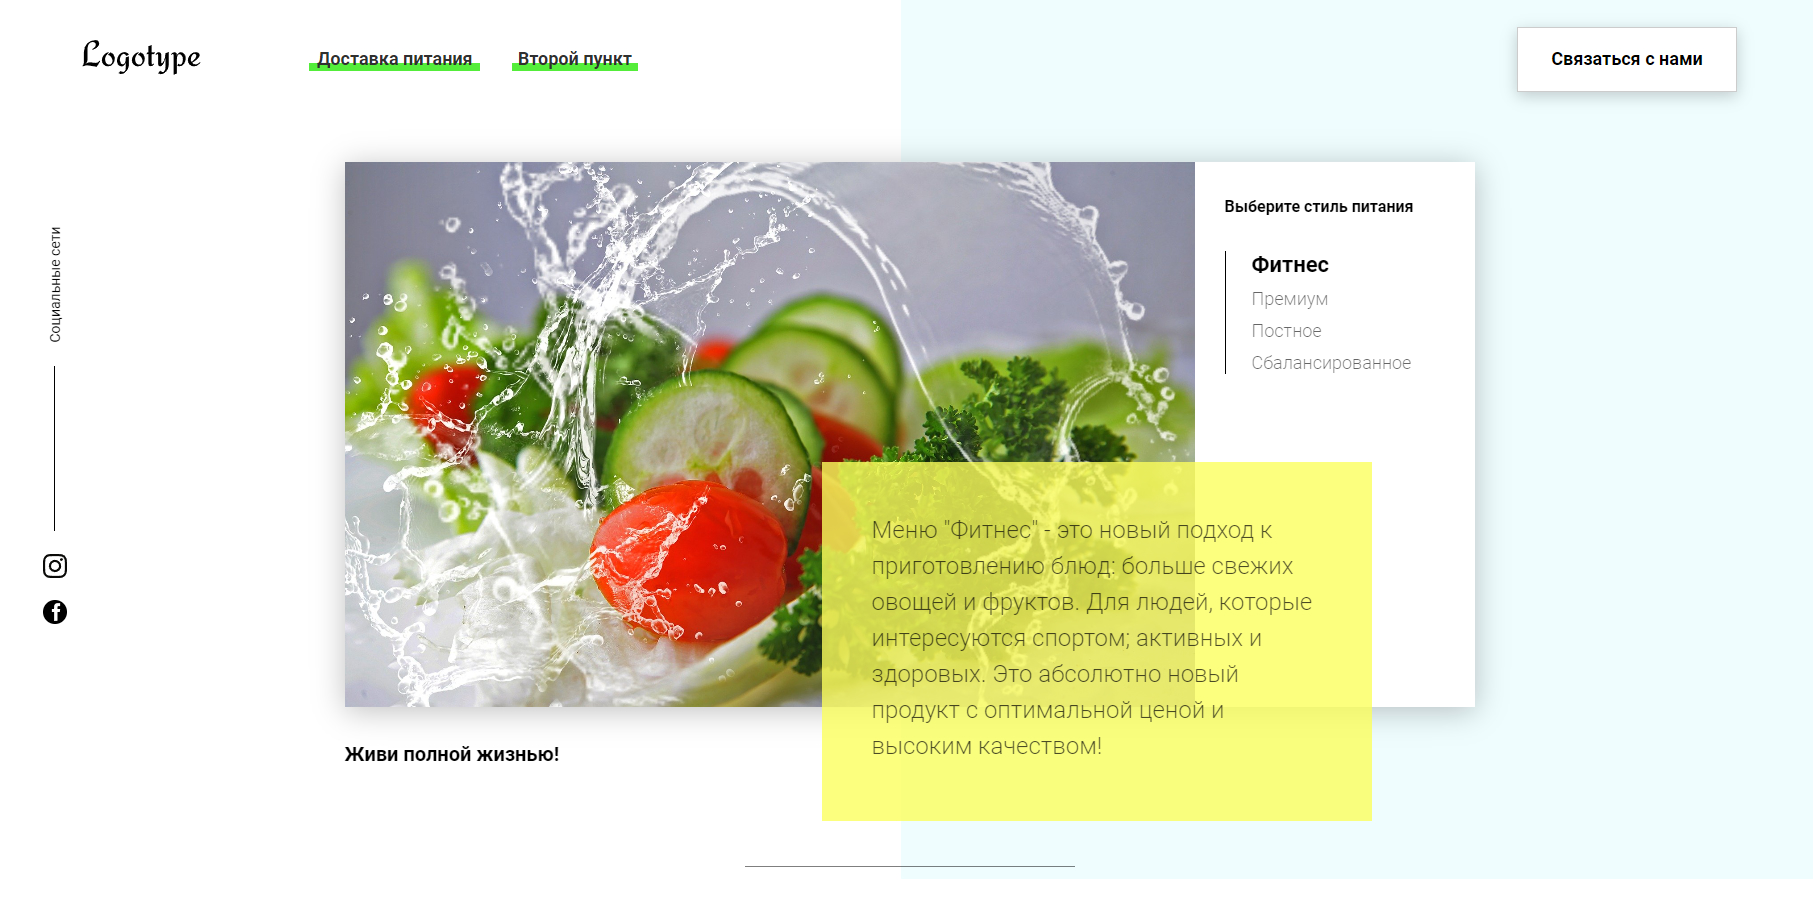 Logotype
Доставка питания
Второй пункт
Связаться с нами
Социальные сети
Выберите стиль питания
Фитнес
Премиум
Постное
Сбалансированное
Меню "Фитнес" - это новый подход к
приготовлению блюд: больше свежих
овощей и фруктов. Для людей, которые
интересуются спортом; активных и
здоровых. Это абсолютно новый
продукт с оптимальной ценой и
высоким качеством!
Живи полной жизнью!